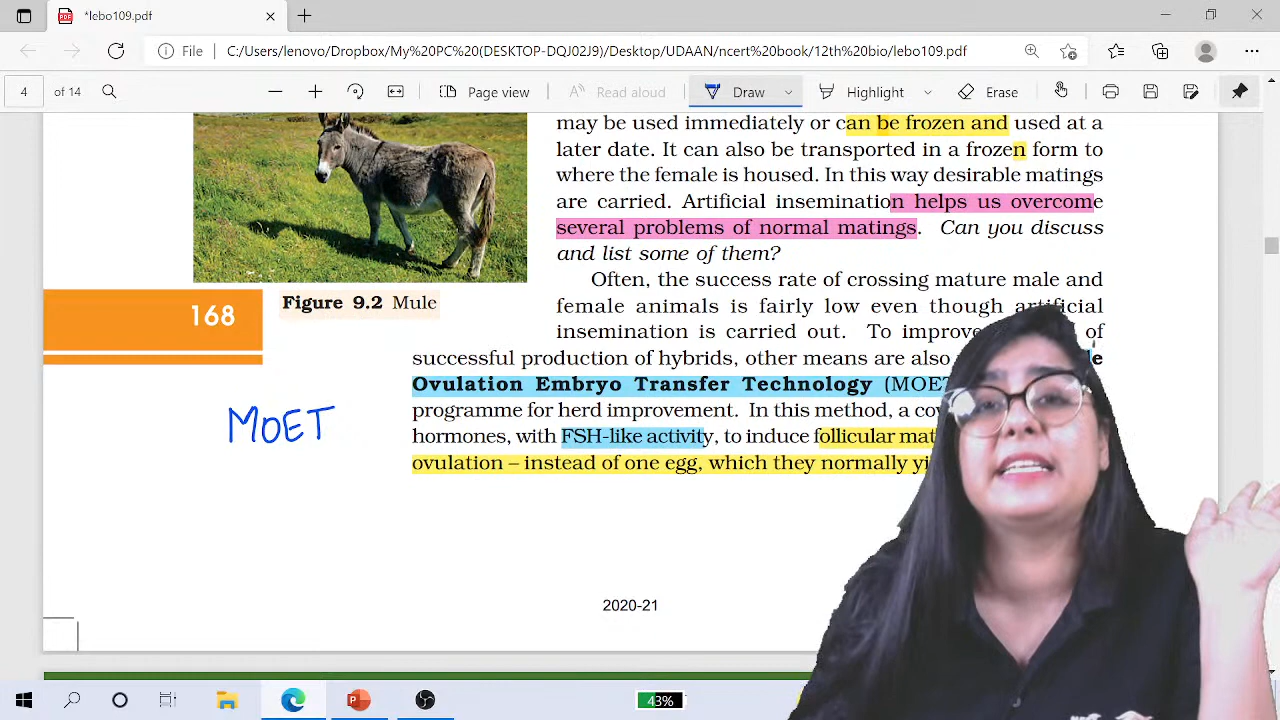 *lebo109.pdf
File C:/Users/lenovo/Dropbox/My%20PC%20(DESKTOP-DQJ02J9)/Desktop/UDAAN/ncert%20book/12th%20bio/lebo109.pdf
4 of 14 Page view Read aloud Draw Highlight Erase
may be used immediately or can be frozen and used at a
later date. It can also be transported in a frozen form to
where the female is housed. In this way desirable matings
are carried. Artificial insemination helps us overcome
several problems of normal matings. Can you discuss
and list some of them?
Often, the success rate of crossing mature male and
Figure 9.2 Mule
female animals is fairly low even though artificial
168
insemination is carried out. To improve of
successful production of hybrids, other means are also
Ovulation Embryo Transfer Technology (MOET
programme for herd improvement. In this method, a
MOET
hormones, with FSH-like activity, to induce follicular
ovulation – instead of one egg, which they normally
2020-21
43%